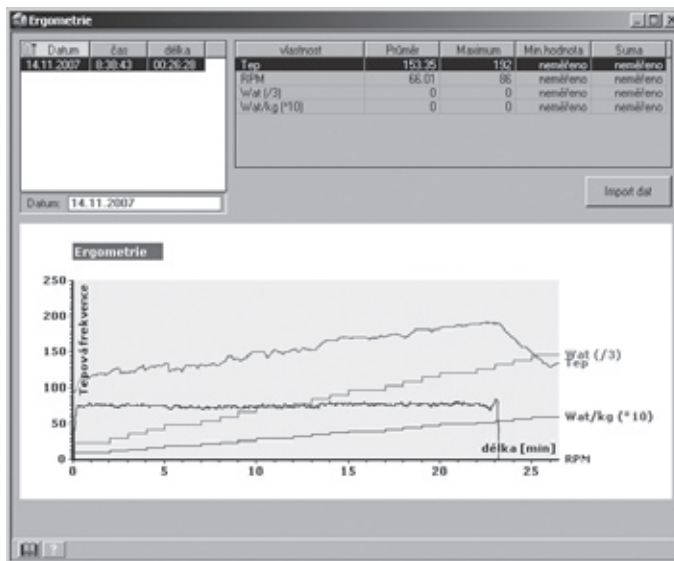 Ergometrie
Datum čas délka
14.11.2007 8:38:43 00:26:28
vlastnost Průměr Maximum Min.hodnota Suma
Tep 153.35 192 neměřeno neměřeno
RPM 66.01 86 neměřeno neměřeno
Wat (/3) 0 0 neměřeno neměřeno
Wat/kg (*10) 0 0 neměřeno neměřeno
Datum: 14.11.2007
Import dat
Ergometrie
250
200
150
100
50
0
Tepová frekvence
Wat (/3)
Tep
Wat/kg (*10)
délka [min]
RPM
0 5 10 15 20 25
?